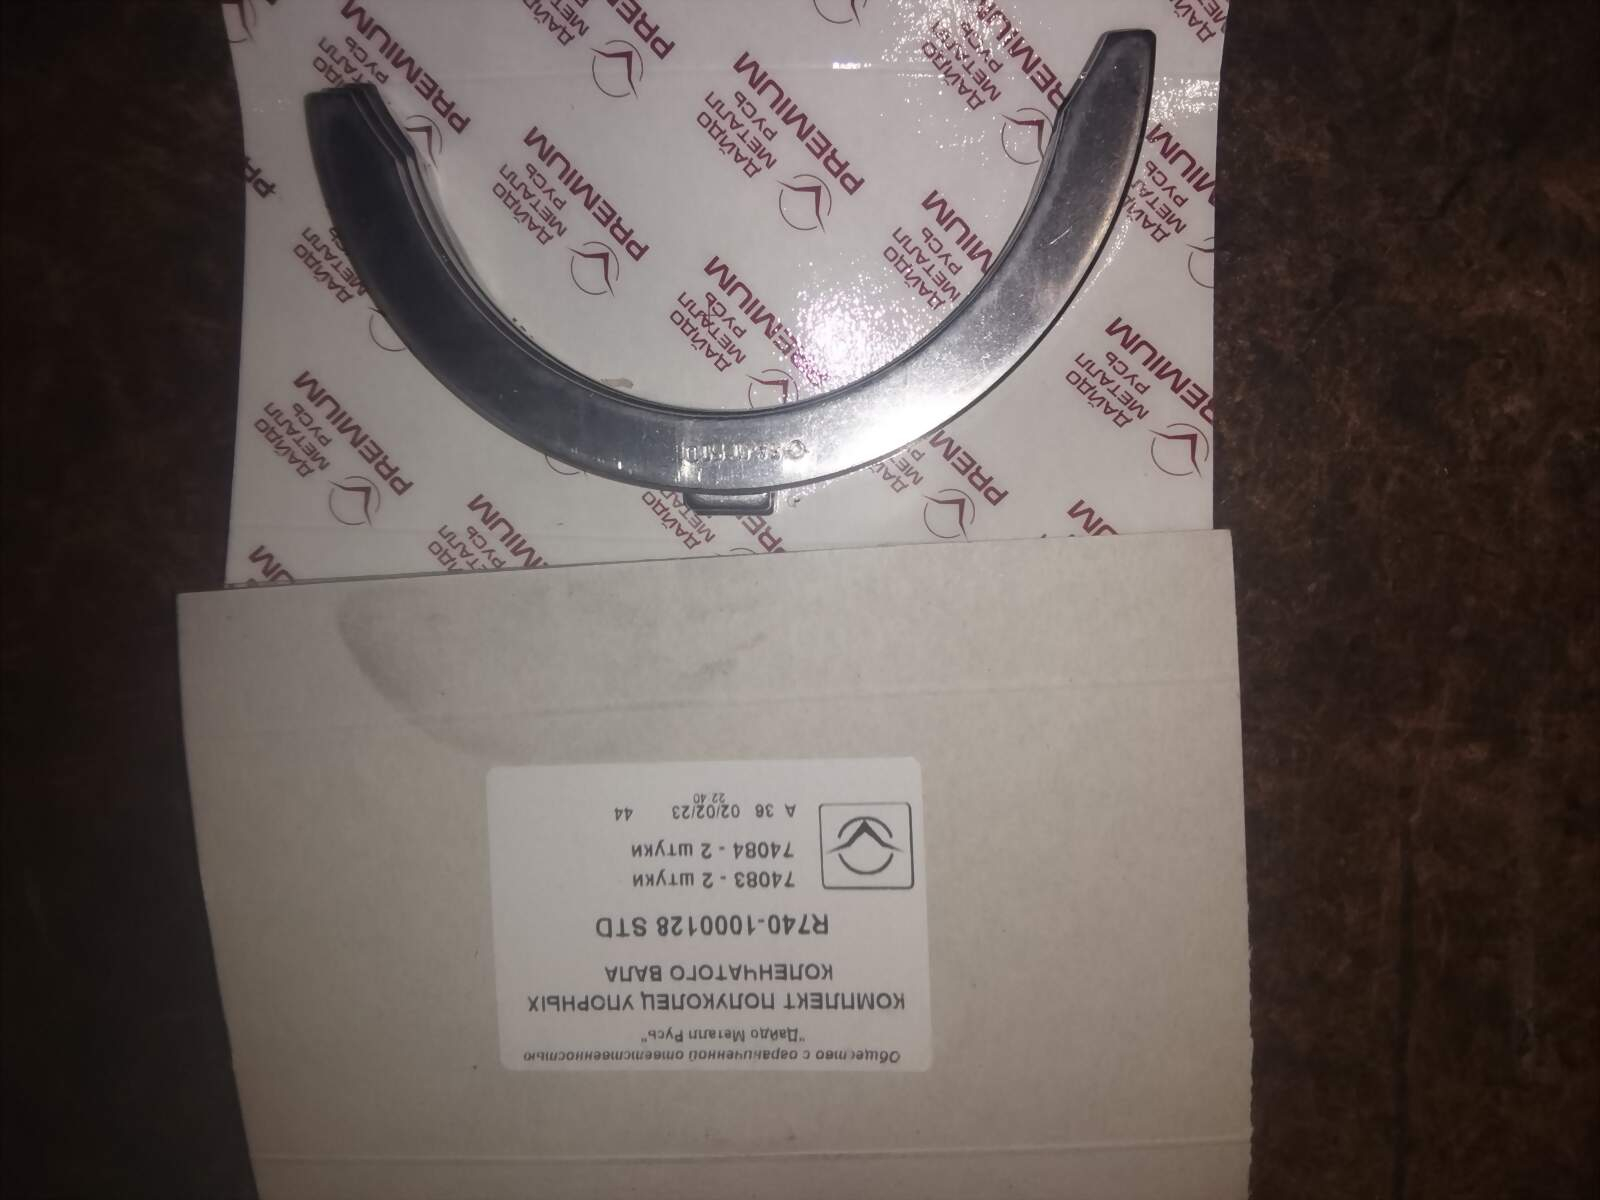 ДАЙДО
МЕТАЛЛ
РУСЬ
PREMIUM
Общество с ограниченной ответственностью
"Дайдо Металл Русь"
КОМПЛЕКТ ПОЛУКОЛЕЦ УПОРНЫХ
КОЛЕНЧАТОГО ВАЛА
R740-1000128 STD
74083 - 2 штуки
74084 - 2 штуки
А 36 02/02/23 44
22 40